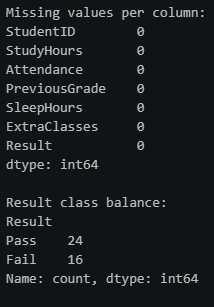 Missing values per column:
StudentID        0
StudyHours       0
Attendance       0
PreviousGrade    0
SleepHours       0
ExtraClasses     0
Result           0
dtype: int64

Result class balance:
Result
Pass    24
Fail    16
Name: count, dtype: int64